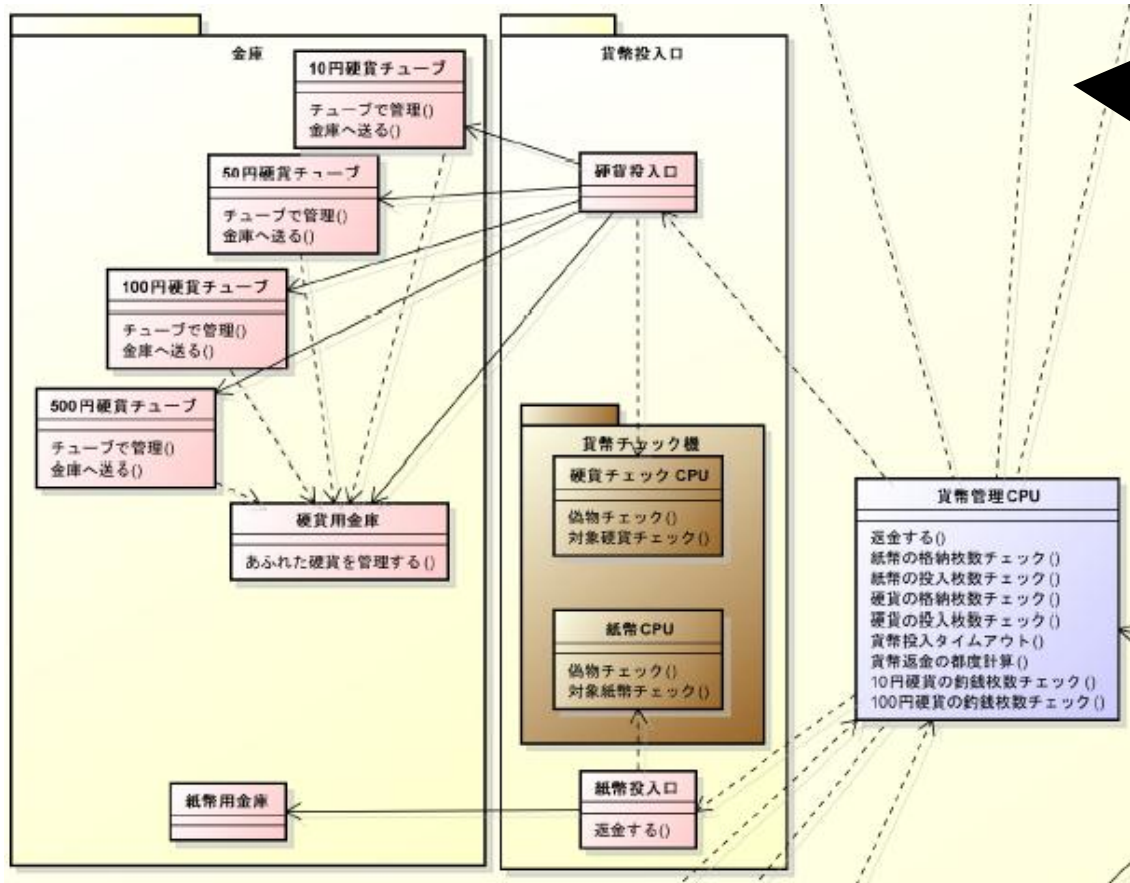 金庫
10円硬貨チューブ
チューブで管理()
金庫へ送る()
50円硬貨チューブ
チューブで管理()
金庫へ送る()
100円硬貨チューブ
チューブで管理()
金庫へ送る()
500円硬貨チューブ
チューブで管理()
金庫へ送る()
硬貨用金庫
あふれた硬貨を管理する()
紙幣用金庫
貨幣投入口
硬貨投入口
貨幣チェック機
硬貨チェックCPU
偽物チェック()
対象硬貨チェック()
紙幣CPU
偽物チェック()
対象紙幣チェック()
紙幣投入口
返金する()
貨幣管理CPU
返金する()
紙幣の格納枚数チェック()
紙幣の投入枚数チェック()
硬貨の格納枚数チェック()
硬貨の投入枚数チェック()
貨幣投入タイムアウト()
貨幣返金の都度計算()
10円硬貨の釣銭枚数チェック()
100円硬貨の釣銭枚数チェック()